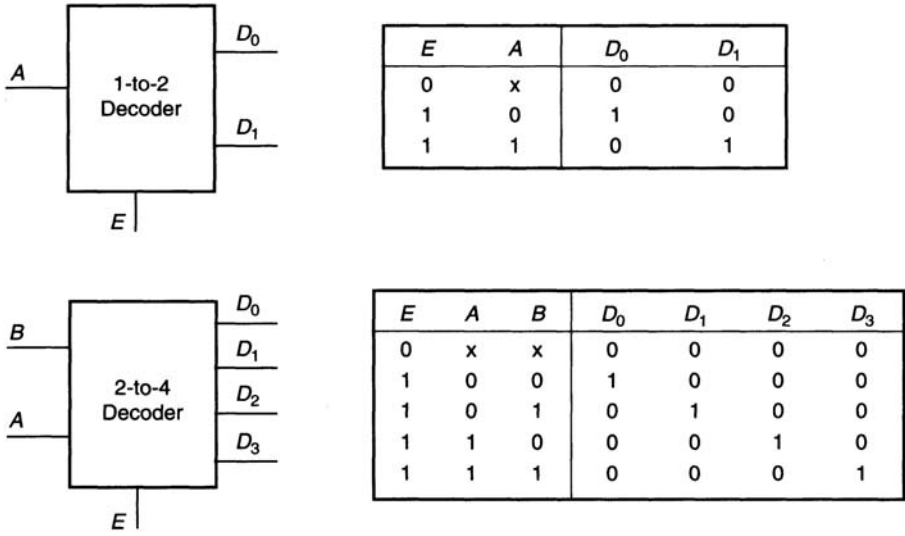 A
1-to-2
Decoder
D0
D1
E
E A D0 D1
0 x 0 0
1 0 1 0
1 1 0 1
B
A
2-to-4
Decoder
D0
D1
D2
D3
E
E A B D0 D1 D2 D3
0 x x 0 0 0 0
1 0 0 1 0 0 0
1 0 1 0 1 0 0
1 1 0 0 0 1 0
1 1 1 0 0 0 1